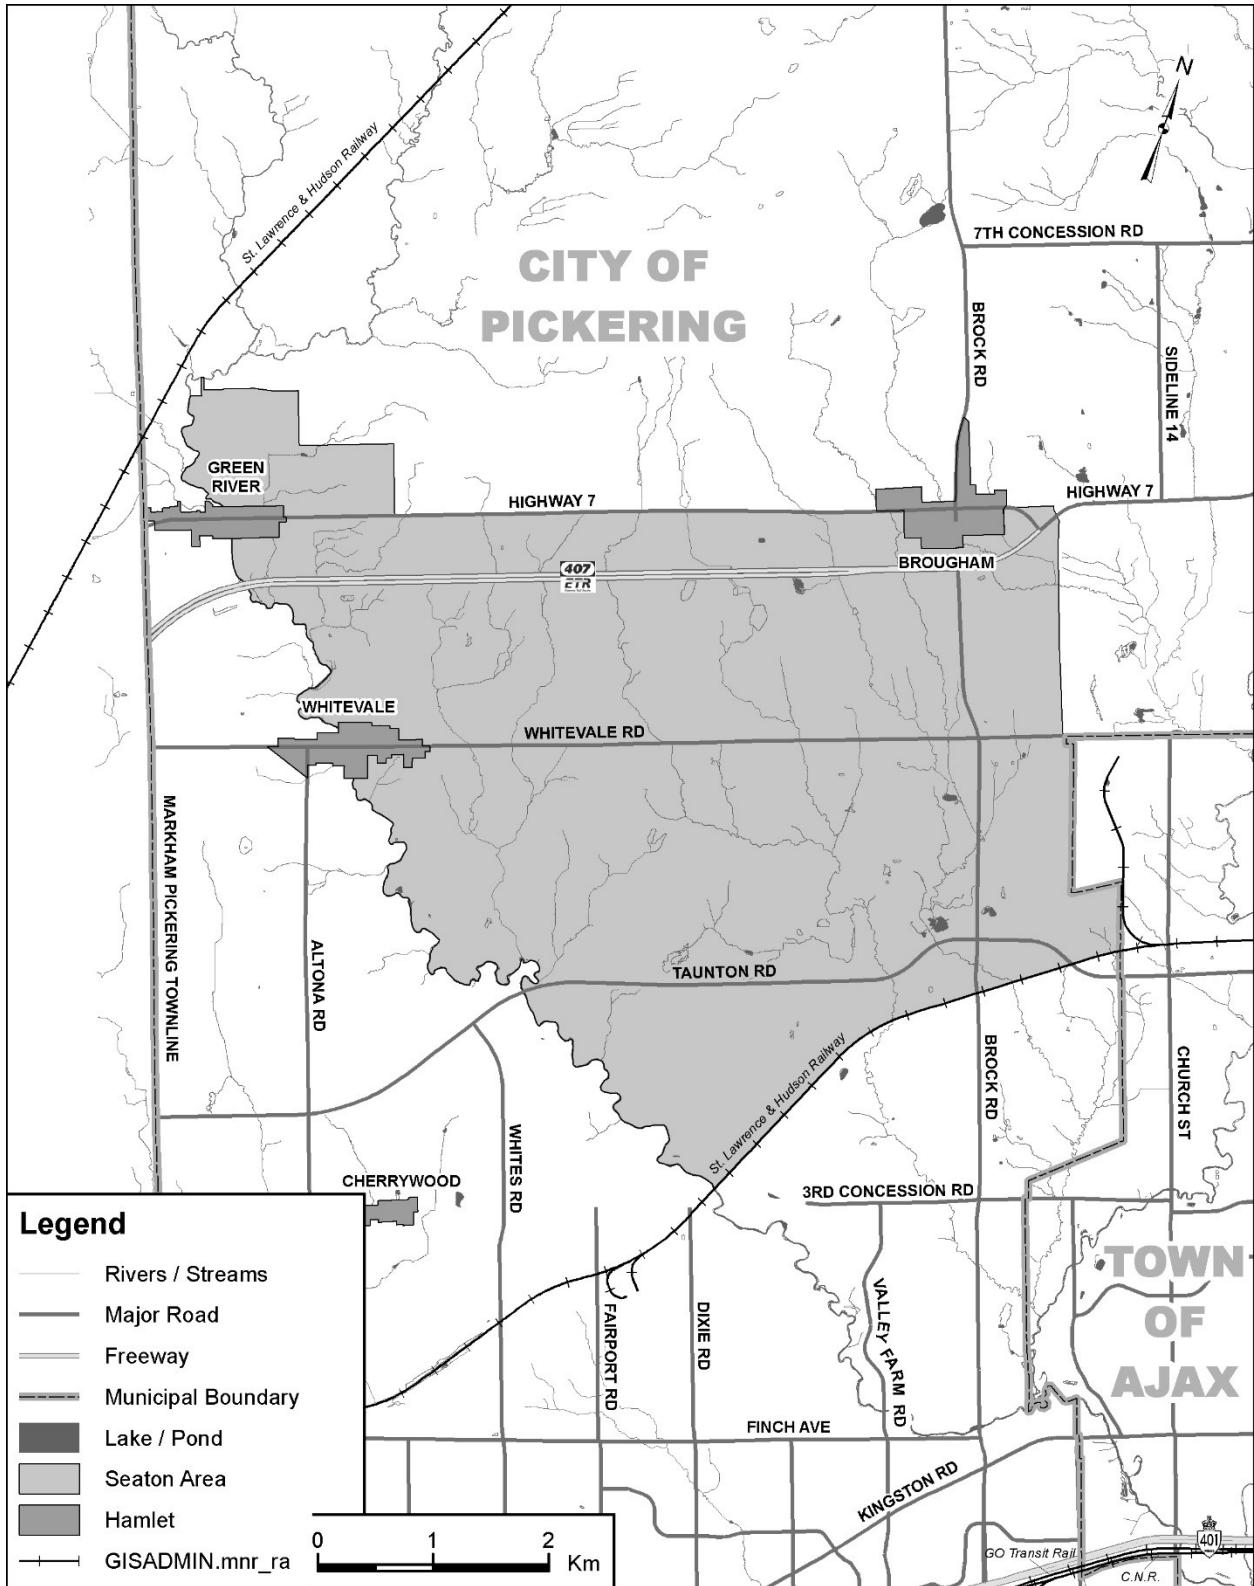 N
St. Lawrence & Hudson Railway
CITY OF
PICKERING
7TH CONCESSION RD
BROCK RD
SIDELINE 14
GREEN
RIVER
HIGHWAY 7
HIGHWAY 7
BROUGHAM
407
ETR
WHITEVALE
WHITEVALE RD
MARKHAM PICKERING TOWNLINE
ALTONA RD
TAUNTON RD
St. Lawrence & Hudson Railway
BROCK RD
CHURCH ST
WHITES RD
CHERRYWOOD
3RD CONCESSION RD
TOWN
OF
AJAX
FAIRPORT RD
DIXIE RD
VALLEY FARM RD
FINCH AVE
KINGSTON RD
GO Transit Rail
C.N.R.
401
Legend
Rivers / Streams
Major Road
Freeway
Municipal Boundary
Lake / Pond
Seaton Area
Hamlet
GISADMIN.mnr_ra
0 1 2
Km